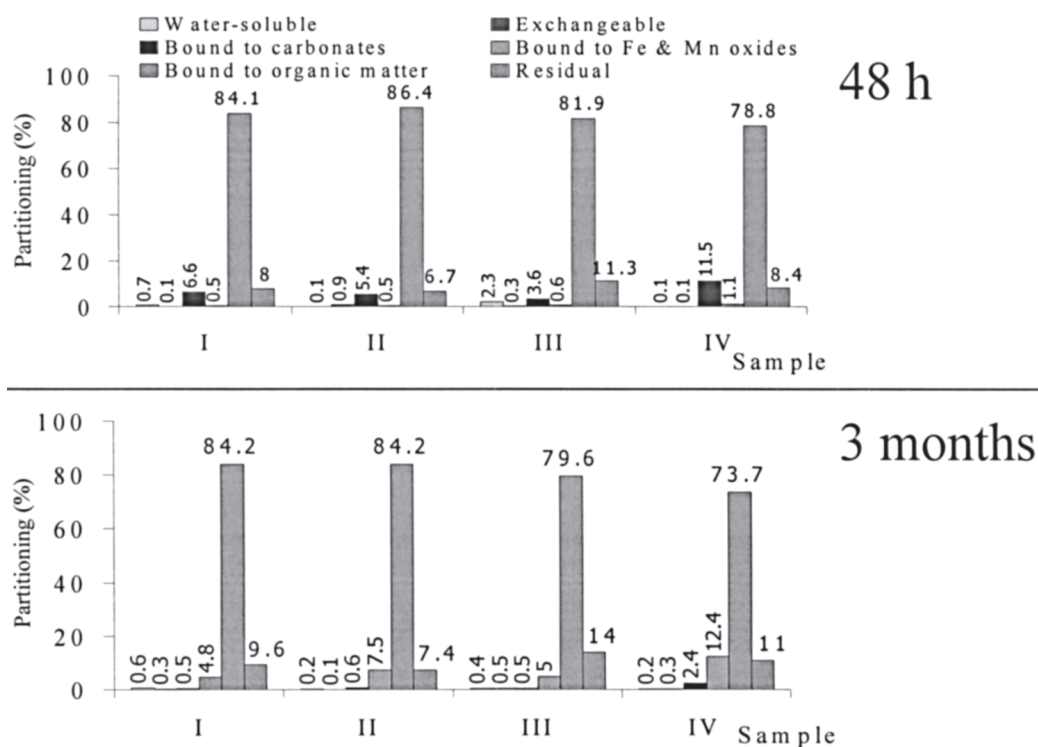 Water-soluble
Exchangeable
Bound to carbonates
Bound to Fe & Mn oxides
Bound to organic matter
Residual
48 h
Partitioning (%)
100
80
60
40
20
0
0.7 0.1 6.6 0.5 84.1 8
0.1 0.9 5.4 0.5 86.4 6.7
2.3 0.3 3.6 0.6 81.9 11.3
0.1 0.1 11.5 1.1 78.8 8.4
I II III IV
Sample
3 months
Partitioning (%)
100
80
60
40
20
0
0.6 0.3 0.5 4.8 84.2 9.6
0.2 0.1 0.6 7.5 84.2 7.4
0.4 0.5 0.5 5 79.6 14
0.2 0.3 2.4 12.4 73.7 11
I II III IV
Sample